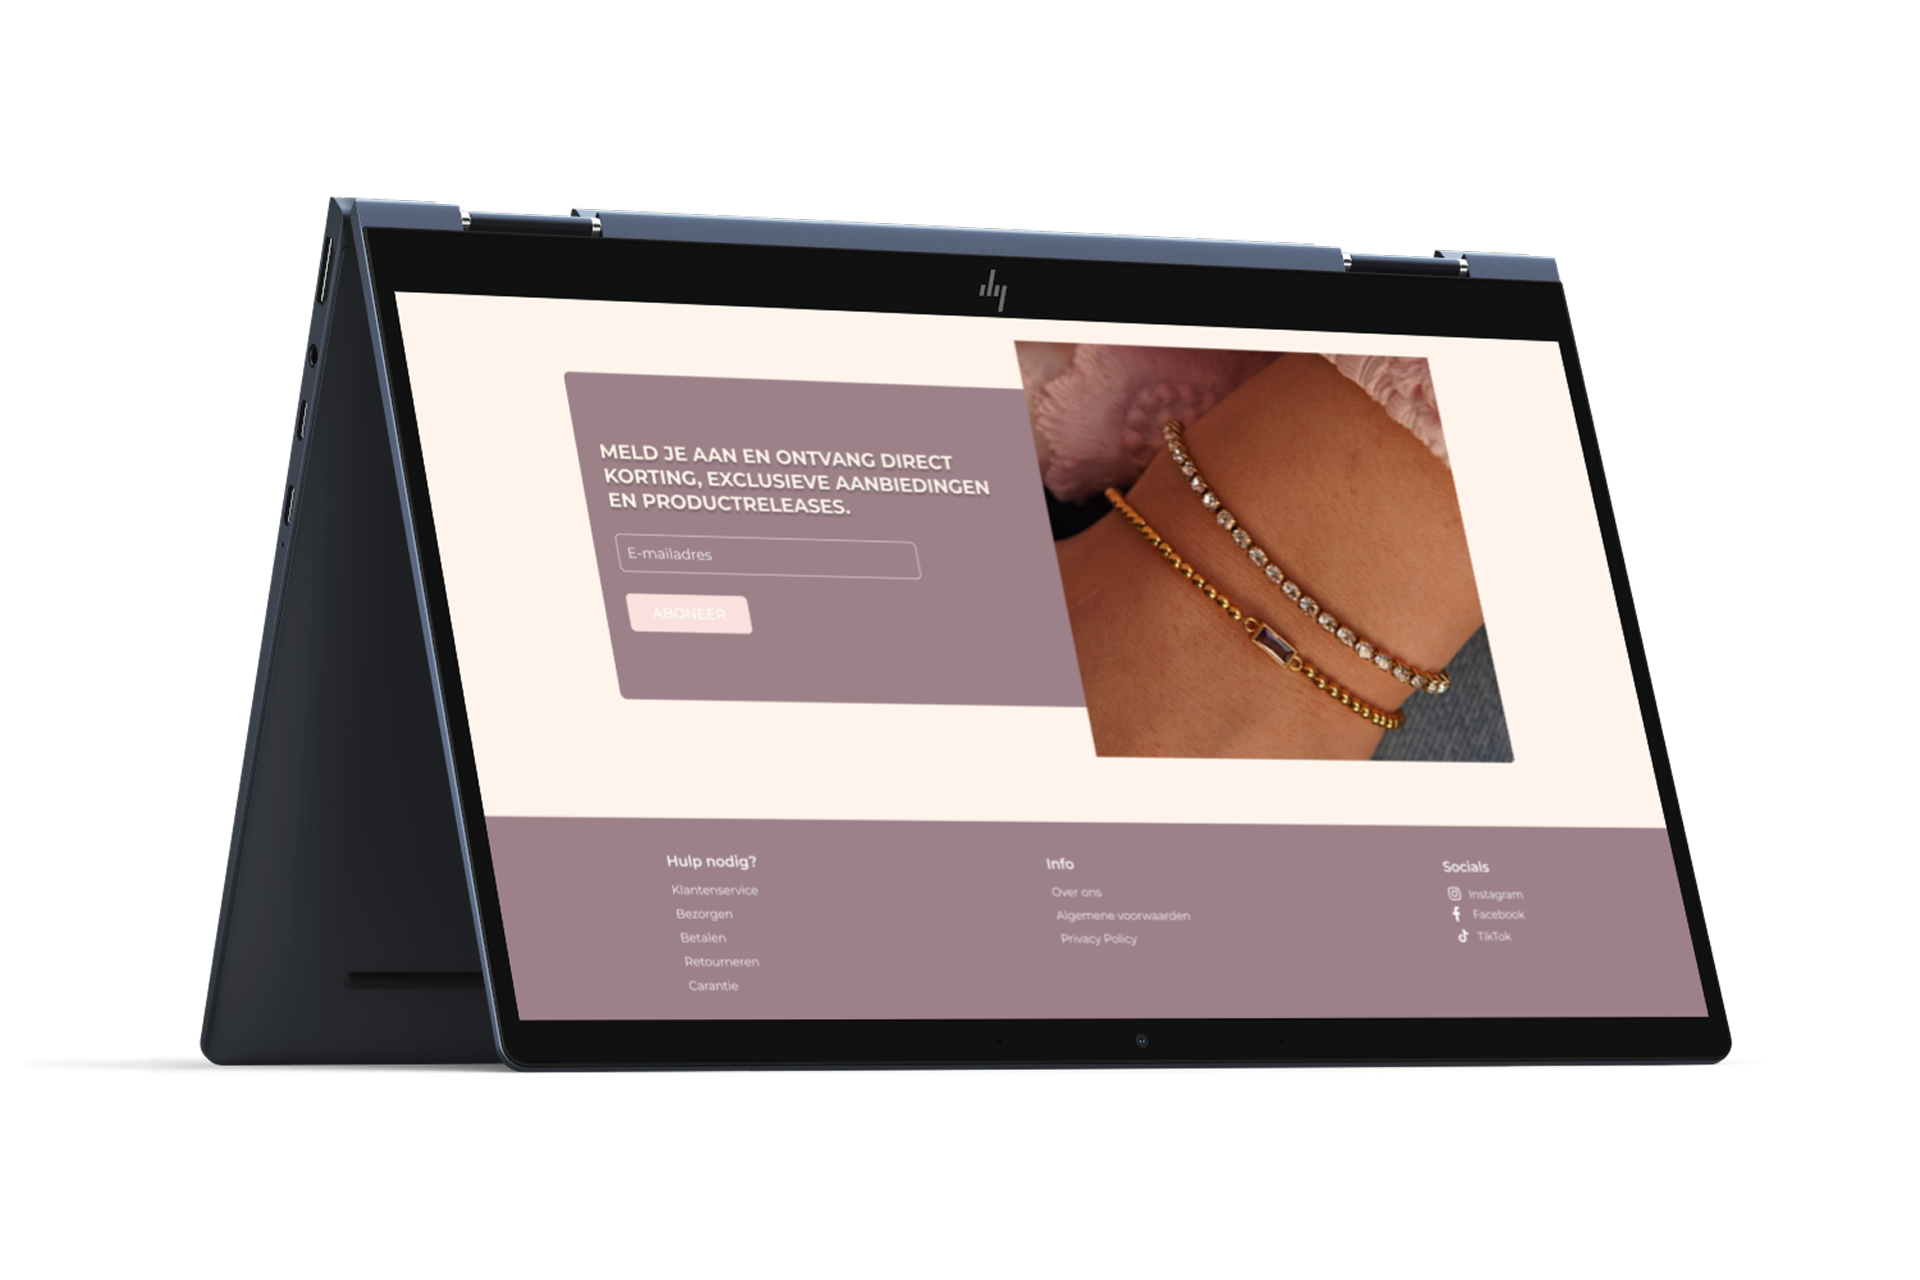 MELD JE AAN EN ONTVANG DIRECT
KORTING, EXCLUSIEVE AANBIEDINGEN
EN PRODUCTRELEASES.
E-mailadres
ABONEER
Hulp nodig?
Klantenservice
Bezorgen
Betalen
Retourneren
Carantie
Info
Over ons
Algemene voorwaarden
Privacy Policy
Socials
Instagram
Facebook
TikTok